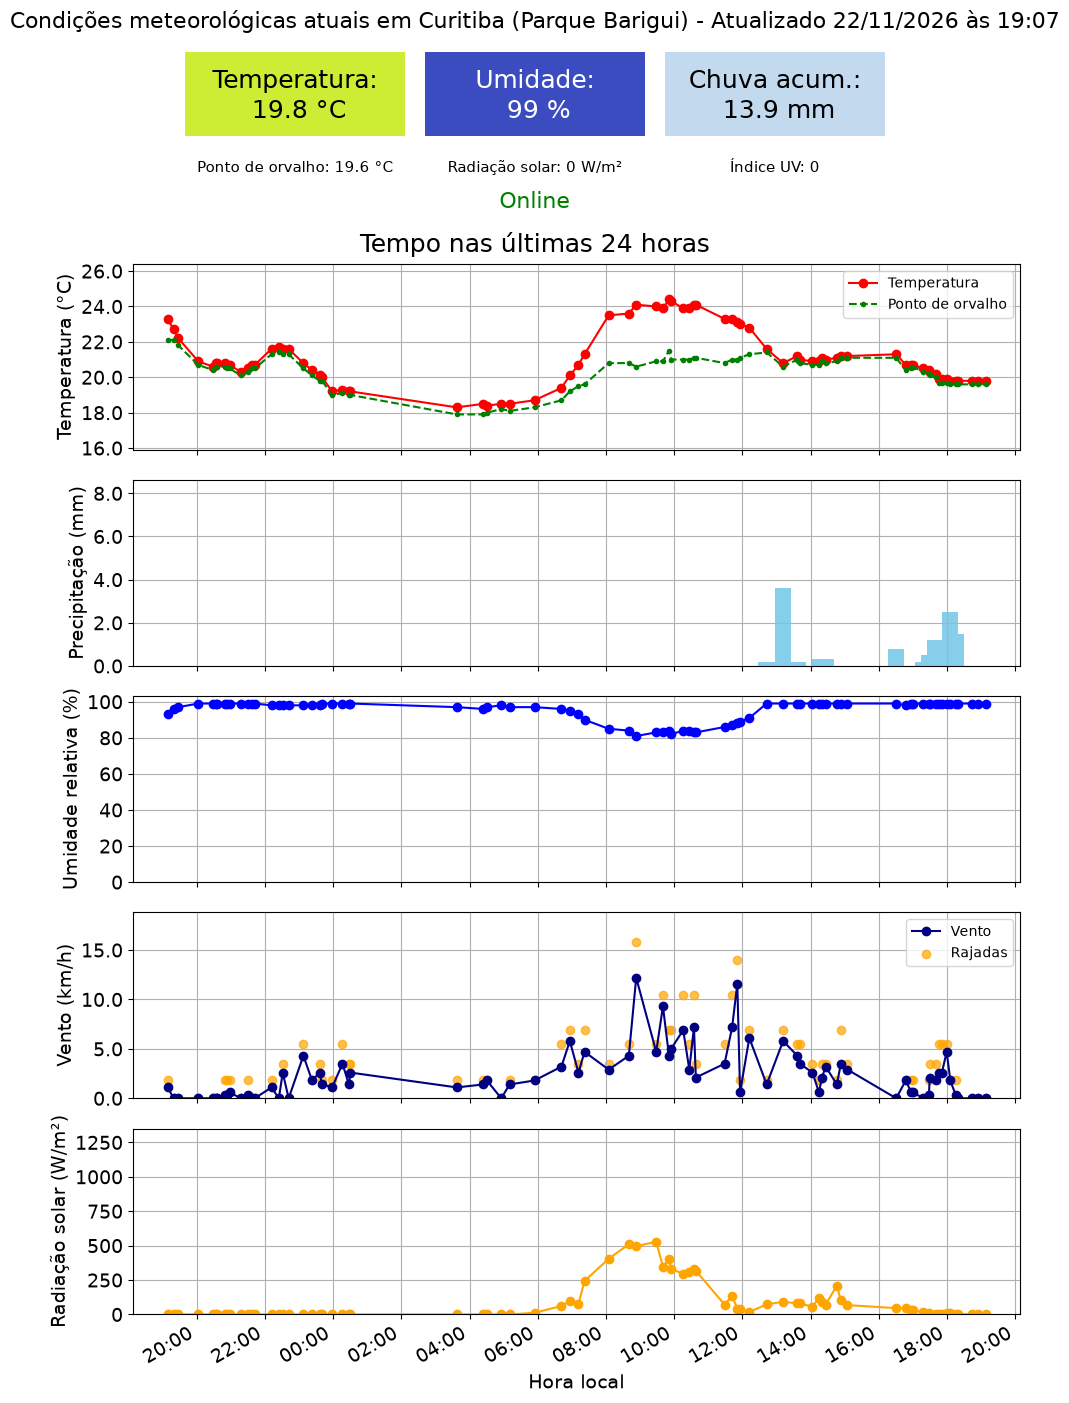 Condições meteorológicas atuais em Curitiba (Parque Barigui) - Atualizado 22/11/2026 às 19:07
Temperatura:
19.8 °C
Umidade:
99 %
Chuva acum.:
13.9 mm
Ponto de orvalho: 19.6 °C
Radiação solar: 0 W/m²
Índice UV: 0
Online
Tempo nas últimas 24 horas
Temperatura (°C)
26.0
24.0
22.0
20.0
18.0
16.0
Temperatura
Ponto de orvalho
Precipitação (mm)
8.0
6.0
4.0
2.0
0.0
Umidade relativa (%)
100
80
60
40
20
0
Vento (km/h)
15.0
10.0
5.0
0.0
Vento
Rajadas
Radiação solar (W/m²)
1250
1000
750
500
250
0
20:00
22:00
00:00
02:00
04:00
06:00
08:00
10:00
12:00
14:00
16:00
18:00
20:00
Hora local